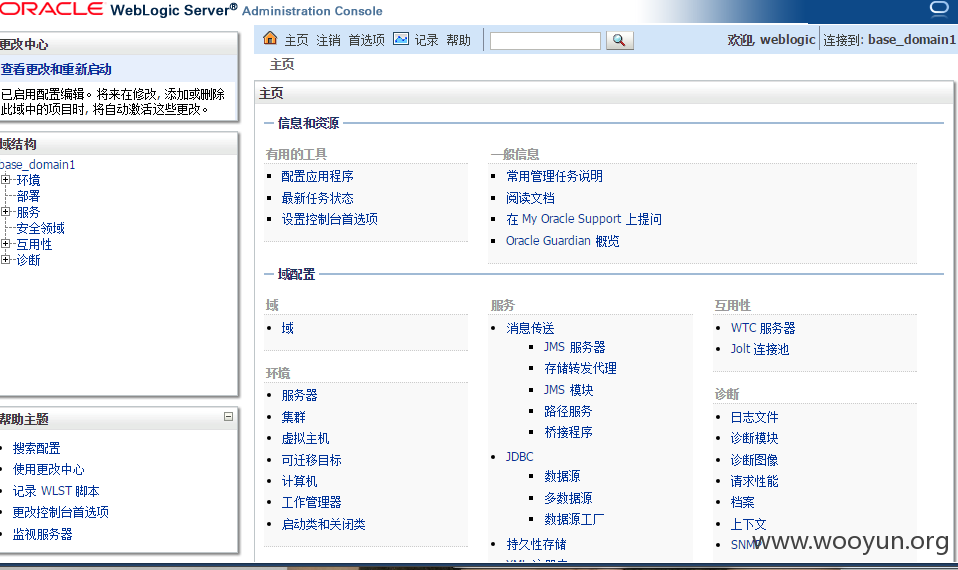 ORACLE WebLogic Server® Administration Console
更改中心
查看更改和重新启动
已启用配置编辑。将来在修改, 添加或删除
此域中的项目时, 将自动激活这些更改。
域结构
base_domain1
环境
部署
服务
安全领域
互用性
诊断
帮助主题
搜索配置
使用更改中心
记录 WLST 脚本
更改控制台首选项
监视服务器
主页 注销 首选项 记录 帮助
欢迎, weblogic 连接到: base_domain1
主页
主页
信息和资源
有用的工具
配置应用程序
最新任务状态
设置控制台首选项
一般信息
常用管理任务说明
阅读文档
在 My Oracle Support 上提问
Oracle Guardian 概览
域配置
域
域
环境
服务器
集群
虚拟主机
可迁移目标
计算机
工作管理器
启动类和关闭类
服务
消息传送
JMS 服务器
存储转发代理
JMS 模块
路径服务
桥接程序
JDBC
数据源
多数据源
数据源工厂
持久性存储
互用性
WTC 服务器
Jolt 连接池
诊断
日志文件
诊断模块
诊断图像
请求性能
档案
上下文
SNMP
www.wooyun.org